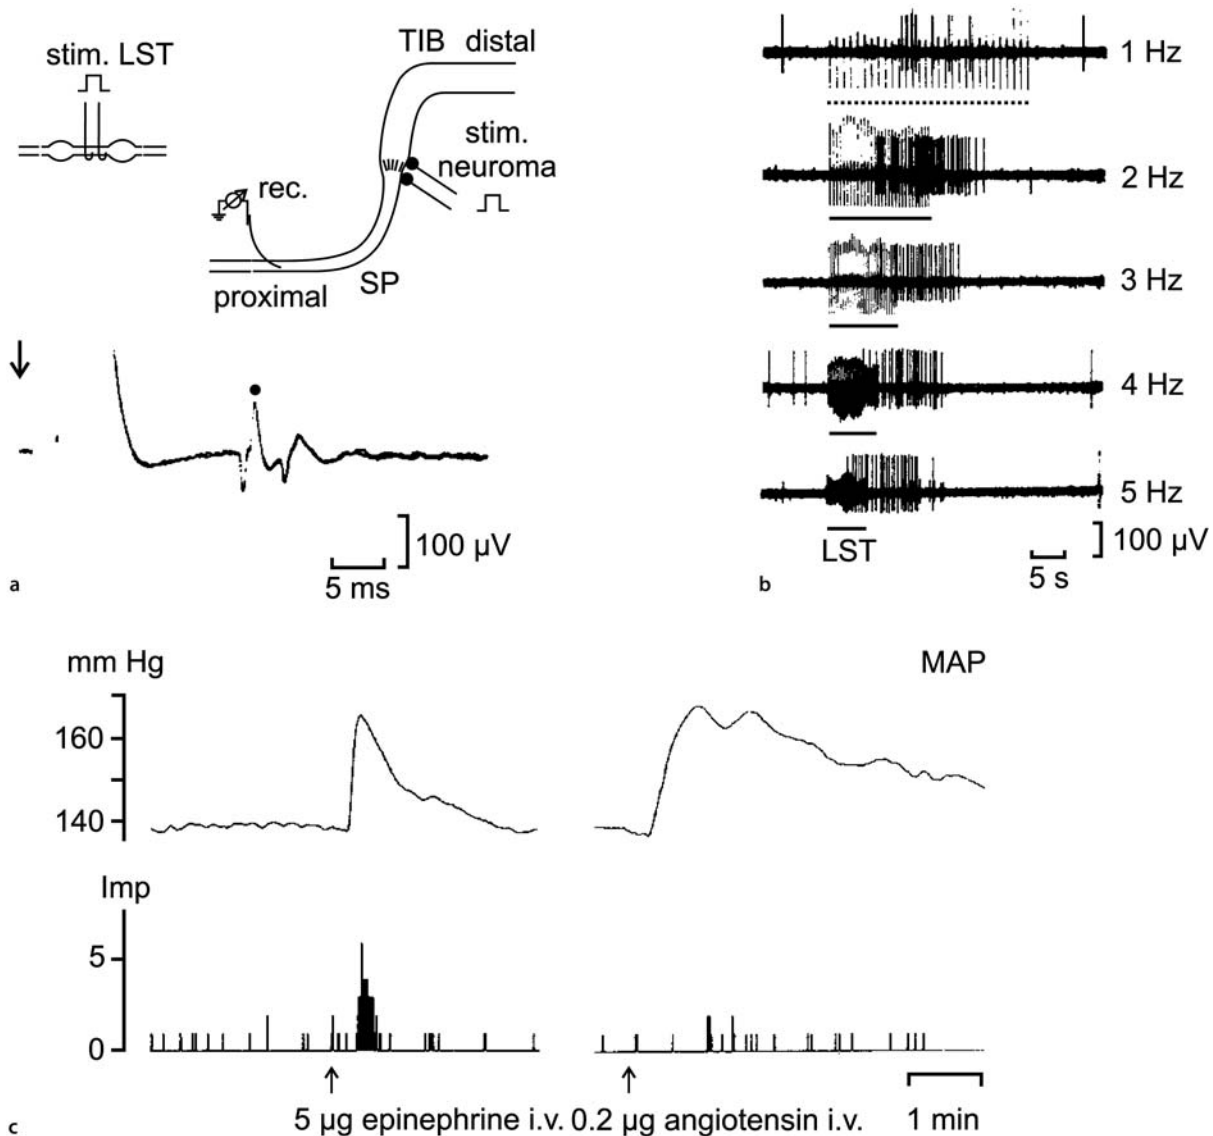 stim. LST
TIB distal
stim.
neuroma
rec.
SP
proximal
100 µV
5 ms
a
1 Hz
2 Hz
3 Hz
4 Hz
5 Hz
LST
100 µV
5 s
b
mm Hg
MAP
160
140
Imp
5
0
5 µg epinephrine i.v. 0.2 µg angiotensin i.v. 1 min
c